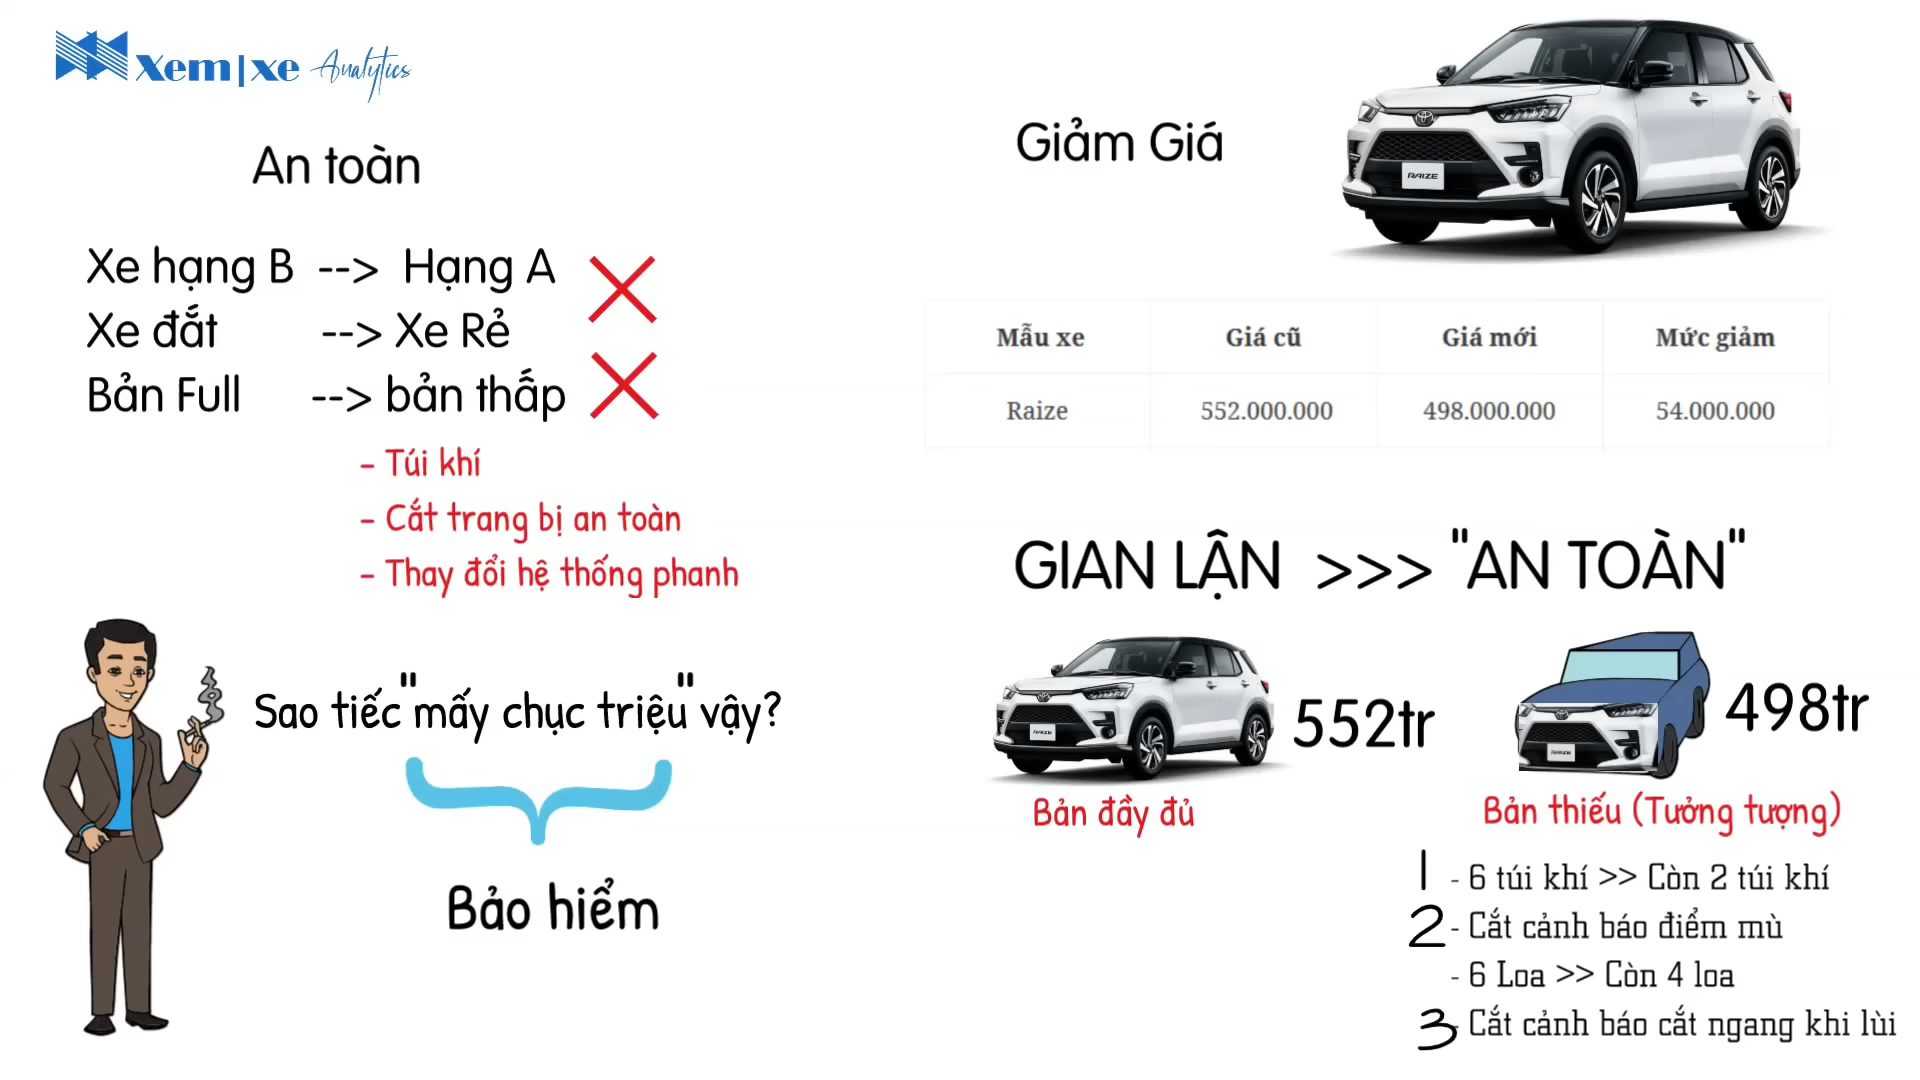 Xem|xe Analytics
An toàn
Xe hạng B --> Hạng A
Xe đắt --> Xe Rẻ
Bản Full --> bản thấp
- Túi khí
- Cắt trang bị an toàn
- Thay đổi hệ thống phanh
Sao tiếc "mấy chục triệu" vậy?
Bảo hiểm
Giảm Giá
RAIZE
Mẫu xe Giá cũ Giá mới Mức giảm
Raize 552.000.000 498.000.000 54.000.000
GIAN LẬN >>> "AN TOÀN"
RAIZE
552tr
RAIZE
498tr
Bản đầy đủ
Bản thiếu (Tưởng tượng)
1 - 6 túi khí >> Còn 2 túi khí
2 - Cắt cảnh báo điểm mù
- 6 Loa >> Còn 4 loa
3 - Cắt cảnh báo cắt ngang khi lùi